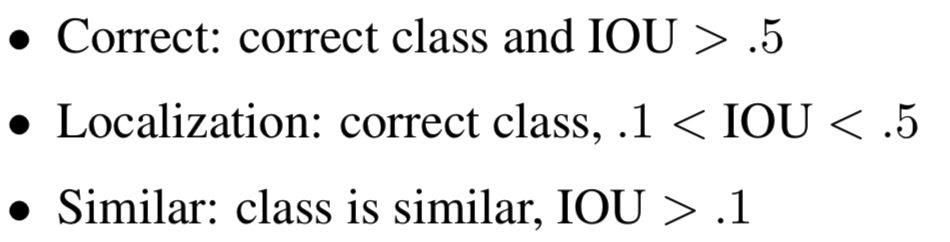 • Correct: correct class and IOU > .5
• Localization: correct class, .1 < IOU < .5
• Similar: class is similar, IOU > .1